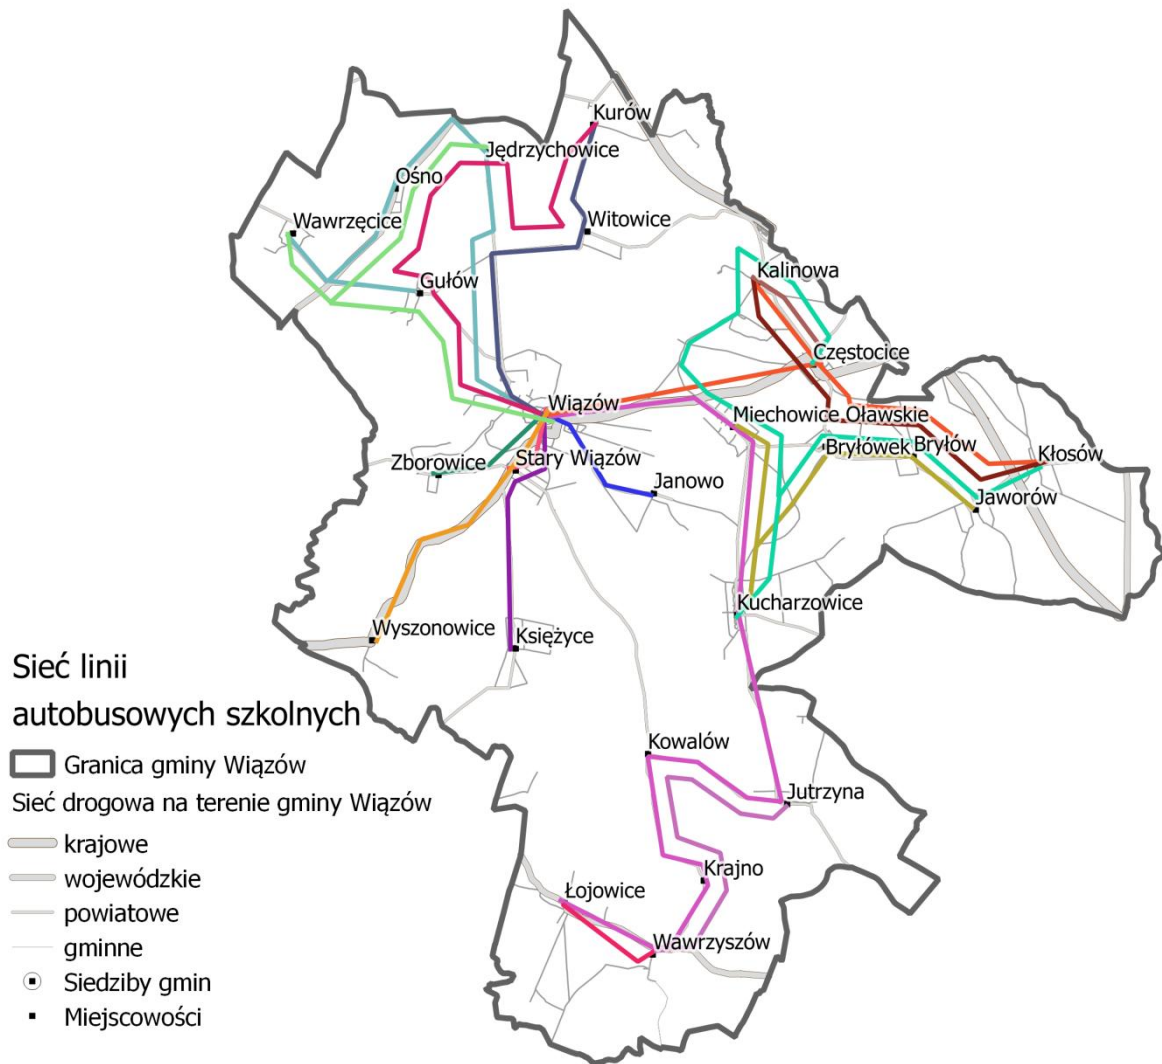 Kurów
Jędrzychowice
Ośno
Wawrzęcice
Witowice
Gułów
Kalinowa
Częstocice
Wiązów
Miechowice Oławskie
Bryłówek
Bryłów
Kłosów
Zborowice
Stary Wiązów
Janowo
Jaworów
Kucharzowice
Wyszonowice
Księżyce
Kowalów
Jutrzyna
Krajno
Łojowice
Wawrzyszów
Sieć linii
autobusowych szkolnych
Granica gminy Wiązów
Sieć drogowa na terenie gminy Wiązów
krajowe
wojewódzkie
powiatowe
gminne
Siedziby gmin
Miejscowości